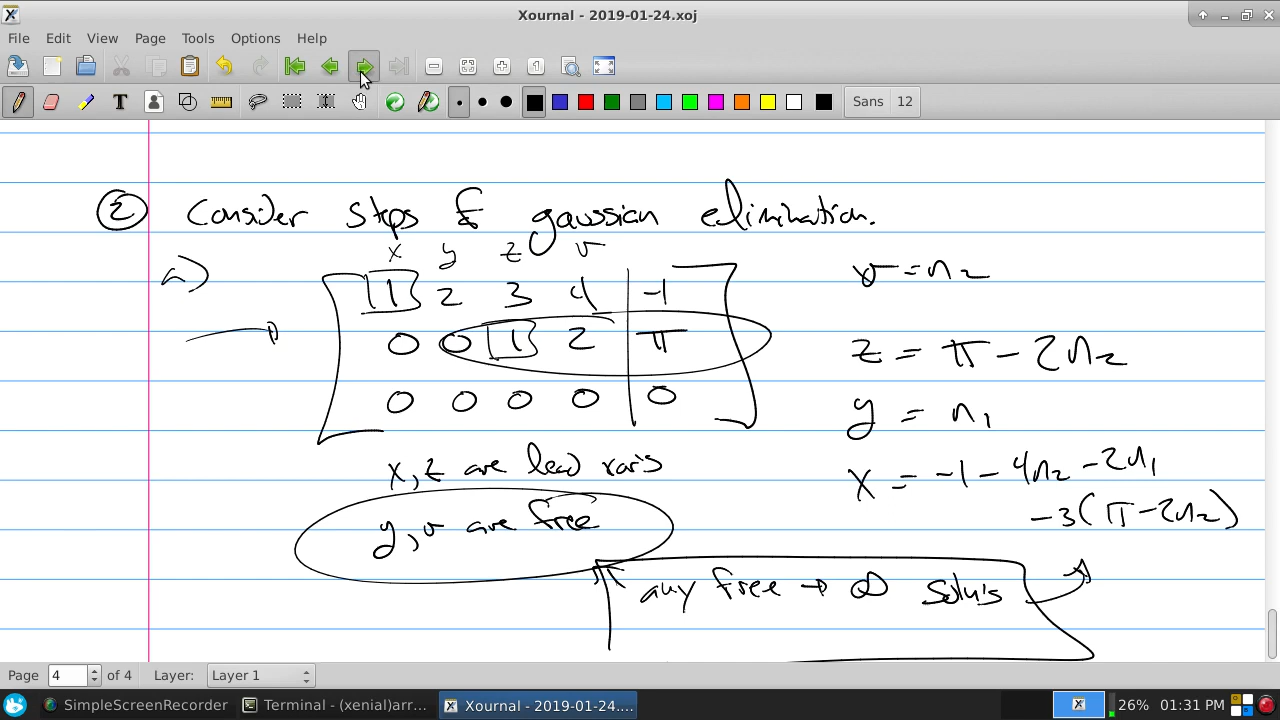 Xournal - 2019-01-24.xoj
File Edit View Page Tools Options Help
Sans 12
② Consider steps of gaussian elimination.
a)
x y z v
1 2 3 4 | -1
0 0 1 2 | π
0 0 0 0 | 0
x, z are lead var's
y, v are free
any free → ∞ soln's
v = n2
z = π - 2n2
y = n1
x = -1 - 4n2 - 2n1
-3(π - 2n2)
Page 4 of 4 Layer: Layer 1
SimpleScreenRecorder Terminal - (xenial)arr... Xournal - 2019-01-24.... 26% 01:31 PM